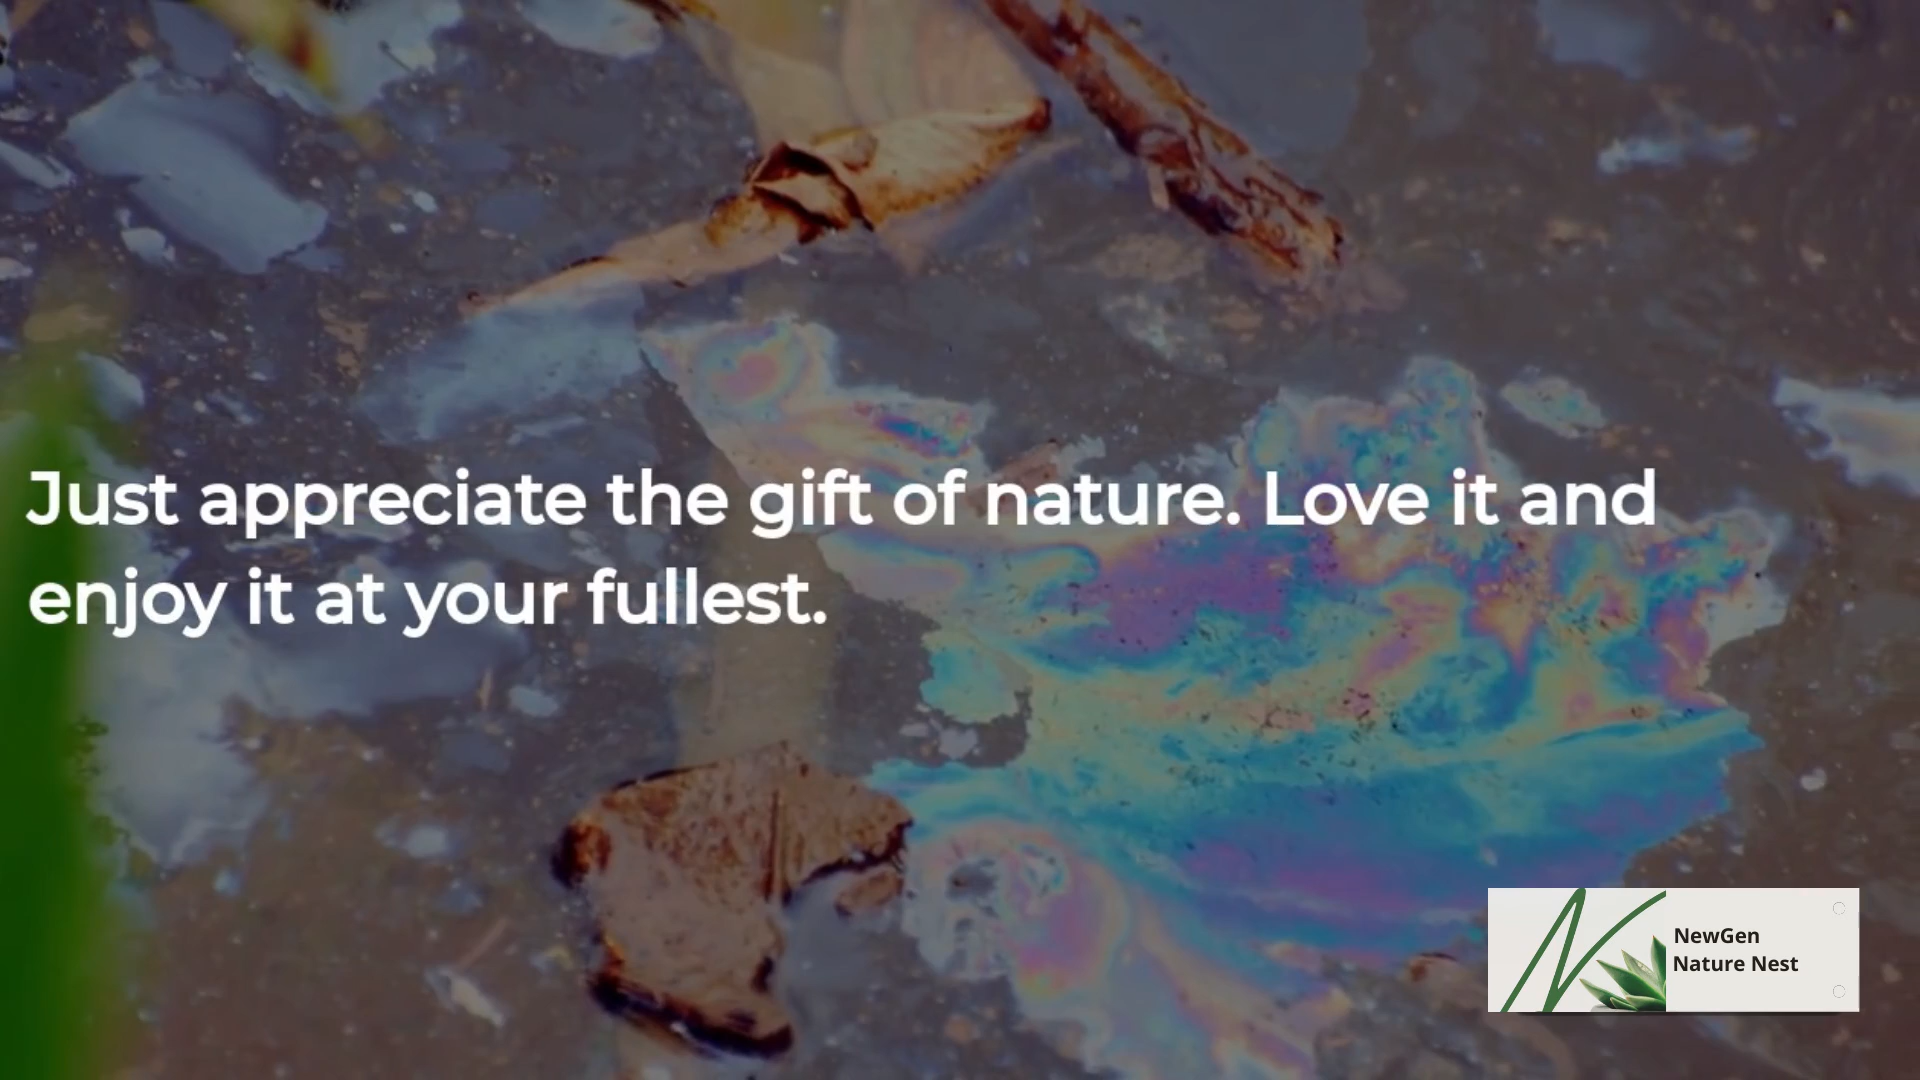 Just appreciate the gift of nature. Love it and
enjoy it at your fullest.
NewGen
Nature Nest